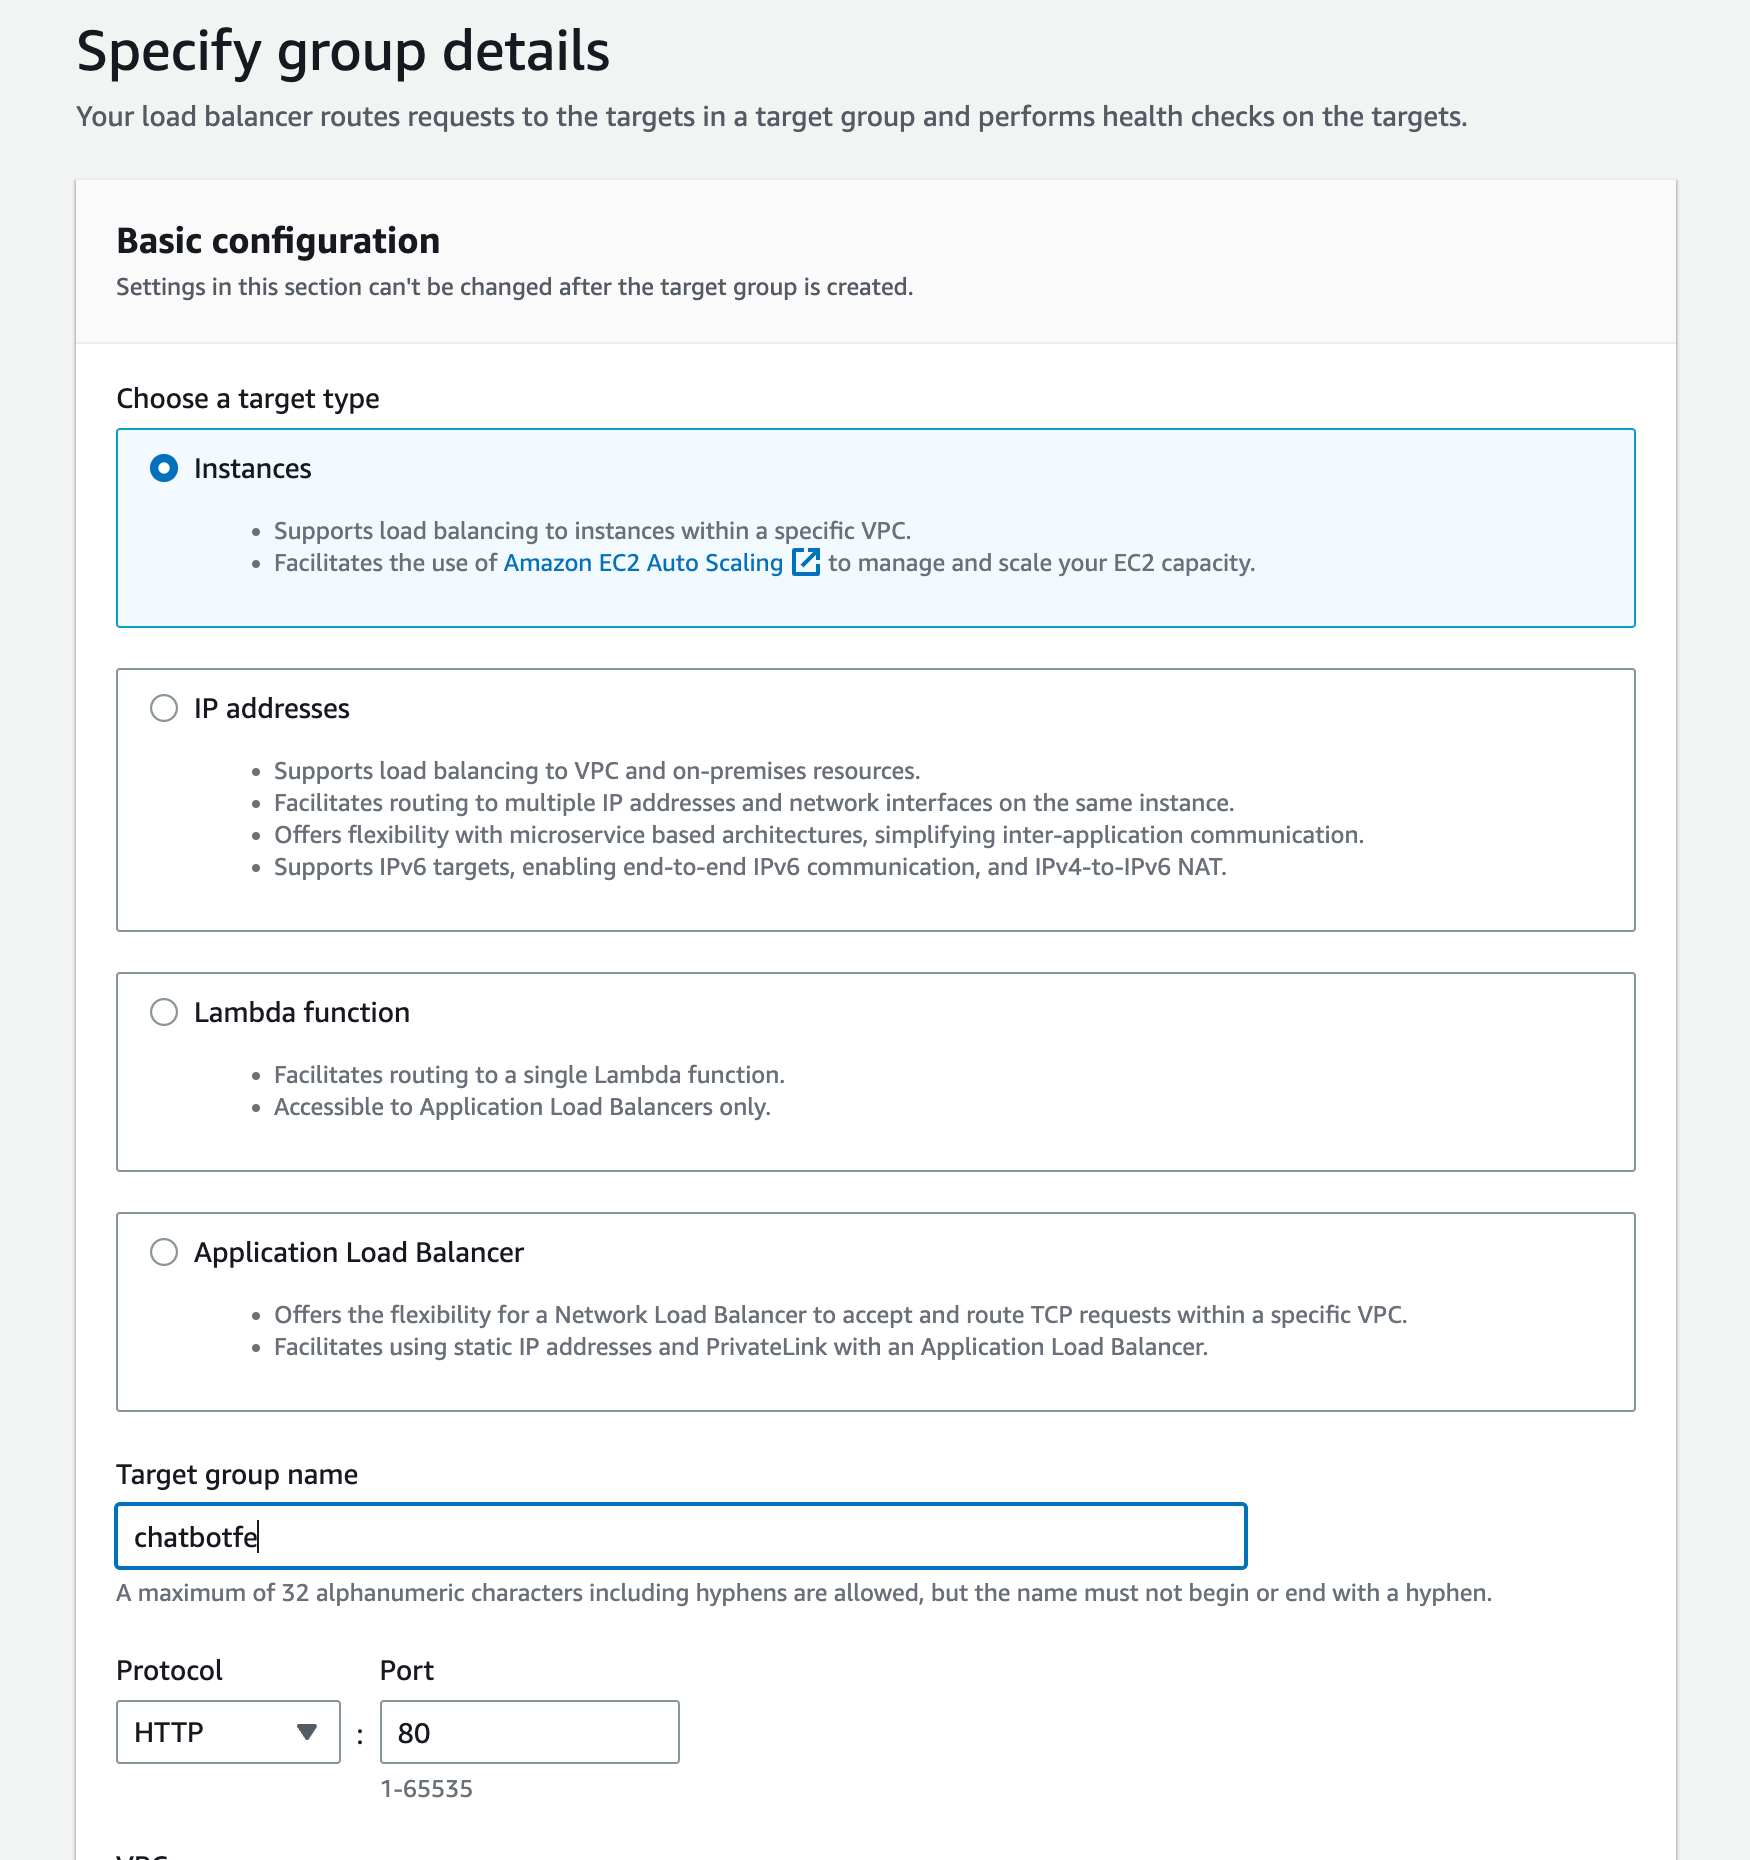 Specify group details
Your load balancer routes requests to the targets in a target group and performs health checks on the targets.
Basic configuration
Settings in this section can't be changed after the target group is created.
Choose a target type
Instances
• Supports load balancing to instances within a specific VPC.
• Facilitates the use of Amazon EC2 Auto Scaling to manage and scale your EC2 capacity.
IP addresses
• Supports load balancing to VPC and on-premises resources.
• Facilitates routing to multiple IP addresses and network interfaces on the same instance.
• Offers flexibility with microservice based architectures, simplifying inter-application communication.
• Supports IPv6 targets, enabling end-to-end IPv6 communication, and IPv4-to-IPv6 NAT.
Lambda function
• Facilitates routing to a single Lambda function.
• Accessible to Application Load Balancers only.
Application Load Balancer
• Offers the flexibility for a Network Load Balancer to accept and route TCP requests within a specific VPC.
• Facilitates using static IP addresses and PrivateLink with an Application Load Balancer.
Target group name
chatbotfe
A maximum of 32 alphanumeric characters including hyphens are allowed, but the name must not begin or end with a hyphen.
Protocol Port
HTTP : 80
1-65535
VPC